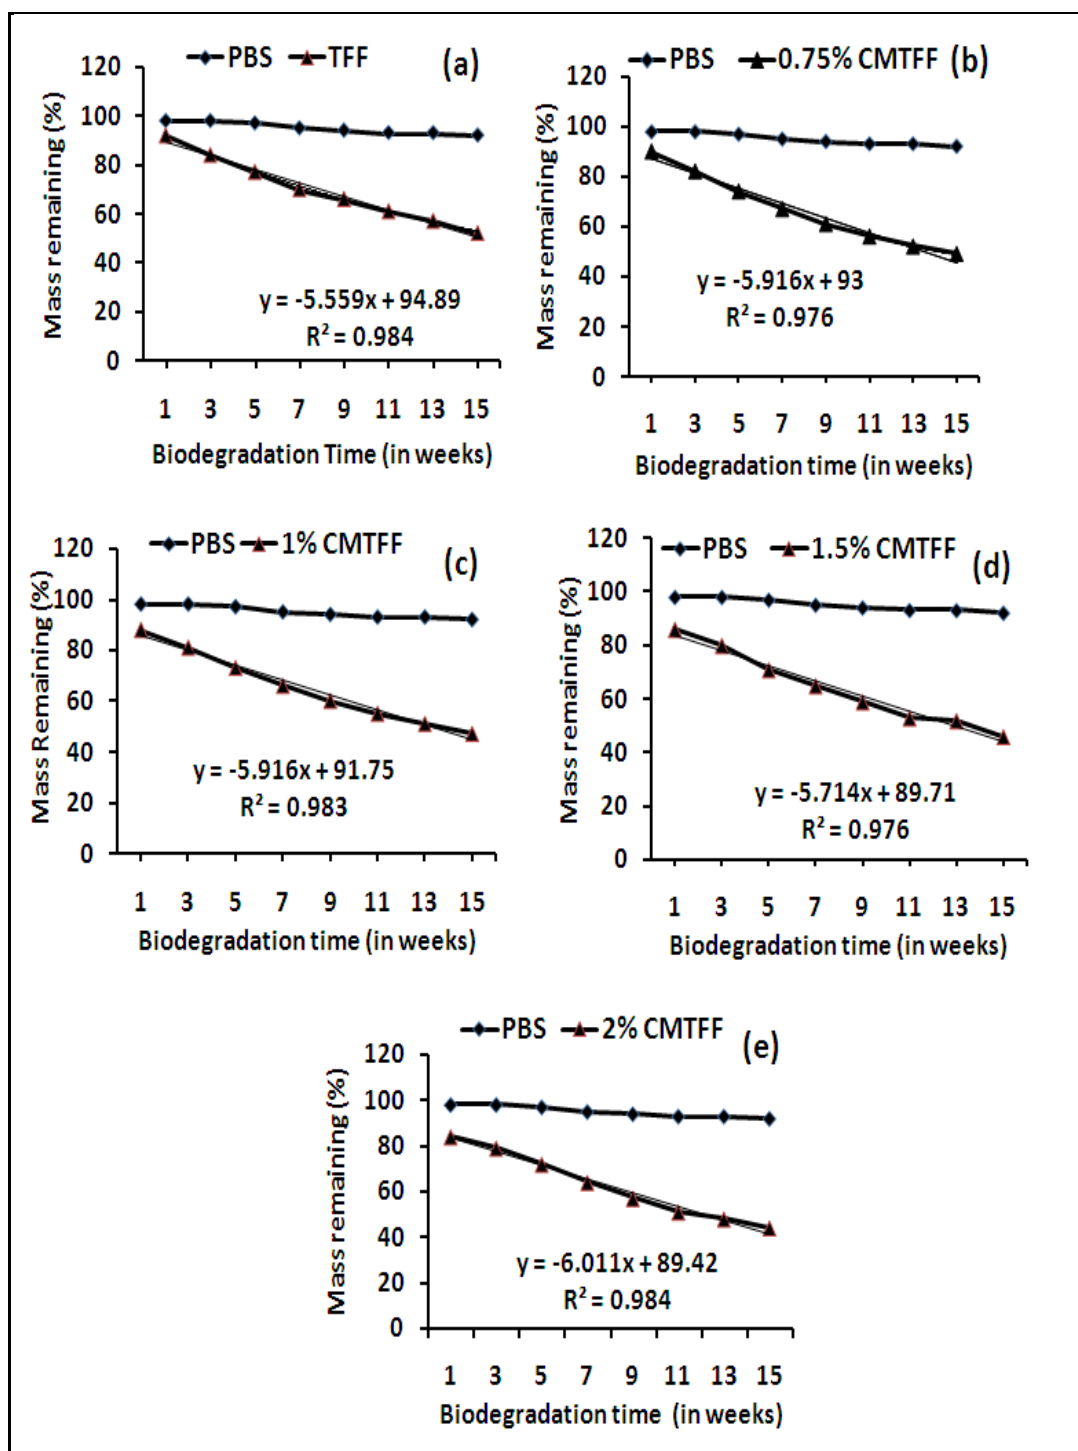 PBS TFF (a)
120
100
80
60
40
20
0
Mass remaining (%)
y = -5.559x + 94.89
R² = 0.984
1 3 5 7 9 11 13 15
Biodegradation Time (in weeks)
PBS 0.75% CMTFF (b)
120
100
80
60
40
20
0
Mass remaining (%)
y = -5.916x + 93
R² = 0.976
1 3 5 7 9 11 13 15
Biodegradation time (in weeks)
PBS 1% CMTFF (c)
120
100
80
60
40
20
0
Mass Remaining (%)
y = -5.916x + 91.75
R² = 0.983
1 3 5 7 9 11 13 15
Biodegradation time (in weeks)
PBS 1.5% CMTFF (d)
120
100
80
60
40
20
0
Mass remaining (%)
y = -5.714x + 89.71
R² = 0.976
1 3 5 7 9 11 13 15
Biodegradation time (in weeks)
PBS 2% CMTFF (e)
120
100
80
60
40
20
0
Mass remaining (%)
y = -6.011x + 89.42
R² = 0.984
1 3 5 7 9 11 13 15
Biodegradation time (in weeks)